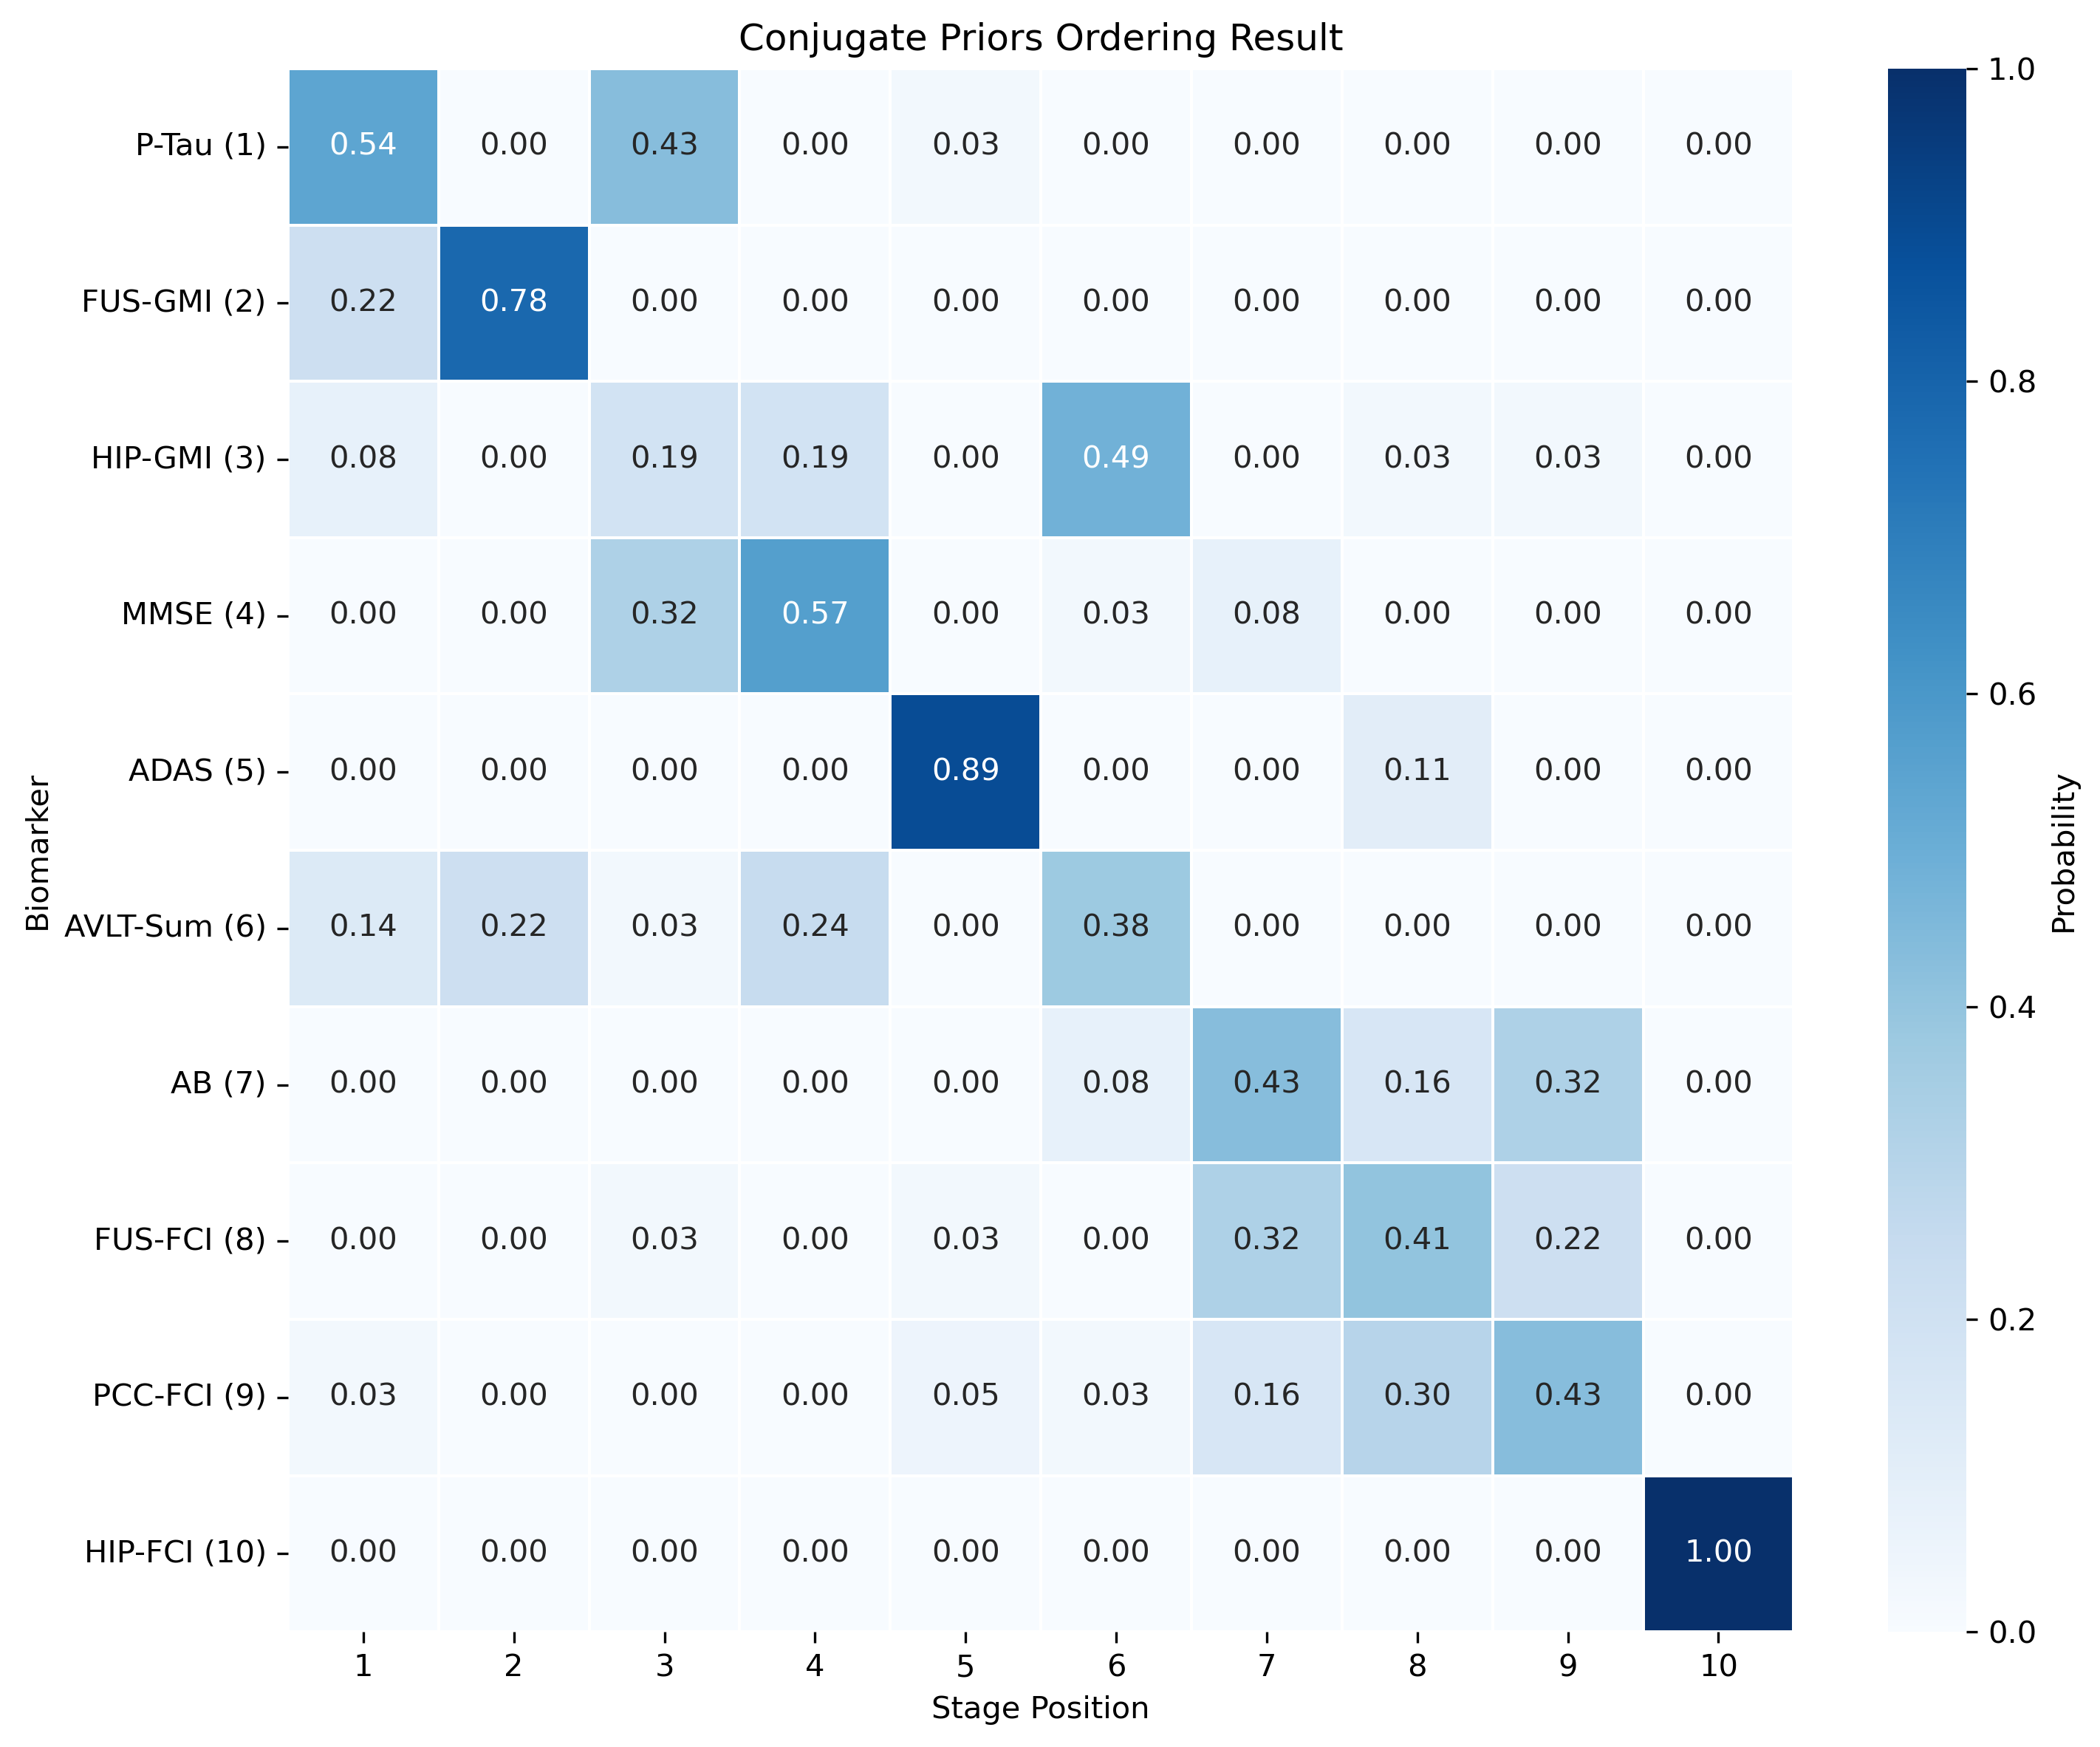 Conjugate Priors Ordering Result
P-Tau (1) 0.54 0.00 0.43 0.00 0.03 0.00 0.00 0.00 0.00 0.00
FUS-GMI (2) 0.22 0.78 0.00 0.00 0.00 0.00 0.00 0.00 0.00 0.00
HIP-GMI (3) 0.08 0.00 0.19 0.19 0.00 0.49 0.00 0.03 0.03 0.00
MMSE (4) 0.00 0.00 0.32 0.57 0.00 0.03 0.08 0.00 0.00 0.00
ADAS (5) 0.00 0.00 0.00 0.00 0.89 0.00 0.00 0.11 0.00 0.00
AVLT-Sum (6) 0.14 0.22 0.03 0.24 0.00 0.38 0.00 0.00 0.00 0.00
AB (7) 0.00 0.00 0.00 0.00 0.00 0.08 0.43 0.16 0.32 0.00
FUS-FCI (8) 0.00 0.00 0.03 0.00 0.03 0.00 0.32 0.41 0.22 0.00
PCC-FCI (9) 0.03 0.00 0.00 0.00 0.05 0.03 0.16 0.30 0.43 0.00
HIP-FCI (10) 0.00 0.00 0.00 0.00 0.00 0.00 0.00 0.00 0.00 1.00
1 2 3 4 5 6 7 8 9 10
Stage Position
Biomarker
1.0
0.8
0.6
0.4
0.2
0.0
Probability